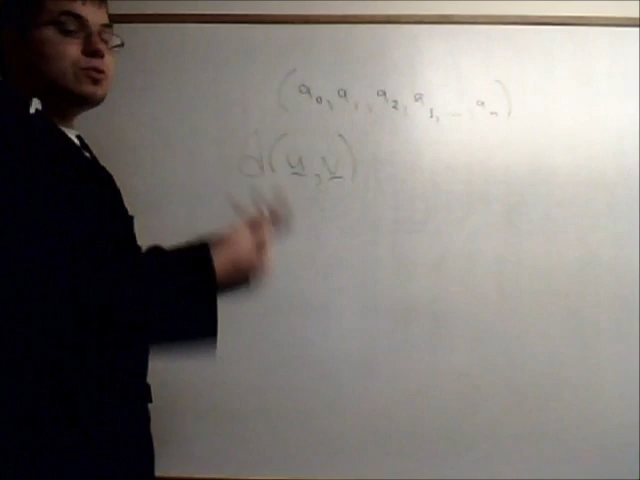 (a₀, a₁, a₂, a₃, ..., aₙ)
d(u, v)